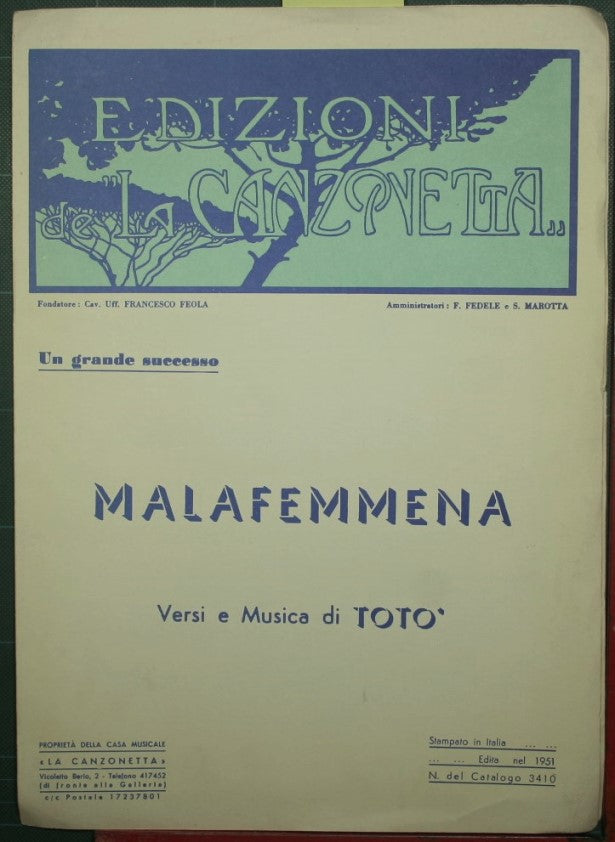 EDIZIONI
de "LA CANZONETTA„
Fondatore: Cav. Uff. FRANCESCO FEOLA
Amministratori: F. FEDELE e S. MAROTTA
Un grande successo
MALAFEMMENA
Versi e Musica di TOTO'
PROPRIETÀ DELLA CASA MUSICALE
«LA CANZONETTA»
Vicoletto Berio, 2 - Telefono 417452
(di fronte alla Galleria)
c/c Postale 17237801
Stampato in Italia ... ...
... ... Edita nel 1951
N. del Catalogo 3410